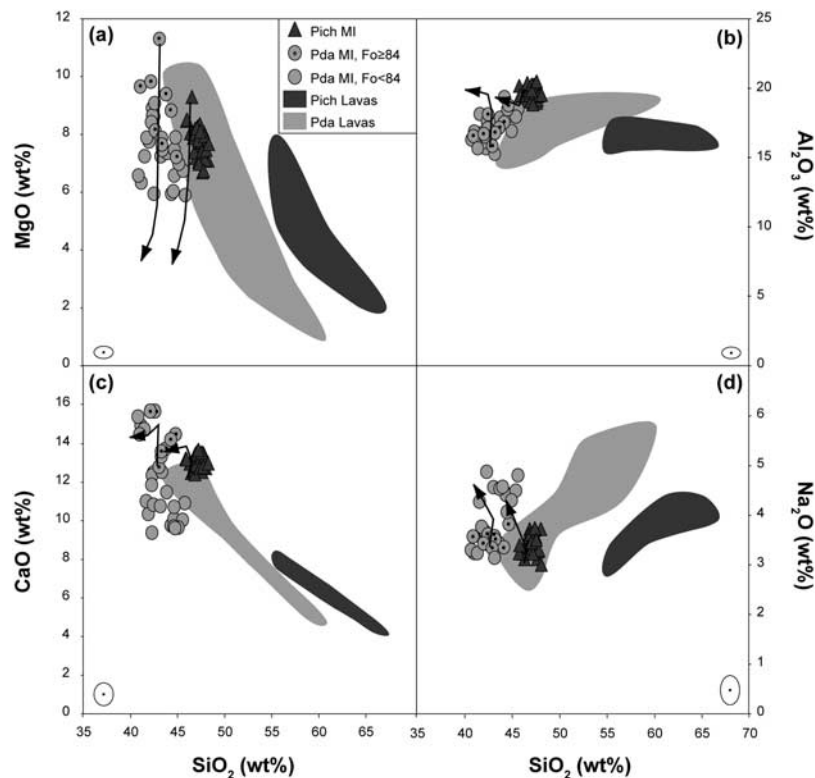 (a)
Pich MI
Pda MI, Fo≥84
Pda MI, Fo<84
Pich Lavas
Pda Lavas
12
10
8
6
4
2
0
MgO (wt%)
(b)
25
20
15
10
5
0
Al₂O₃ (wt%)
(c)
16
14
12
10
8
6
4
2
0
CaO (wt%)
35 40 45 50 55 60 65
SiO₂ (wt%)
(d)
6
5
4
3
2
1
0
Na₂O (wt%)
35 40 45 50 55 60 65 70
SiO₂ (wt%)